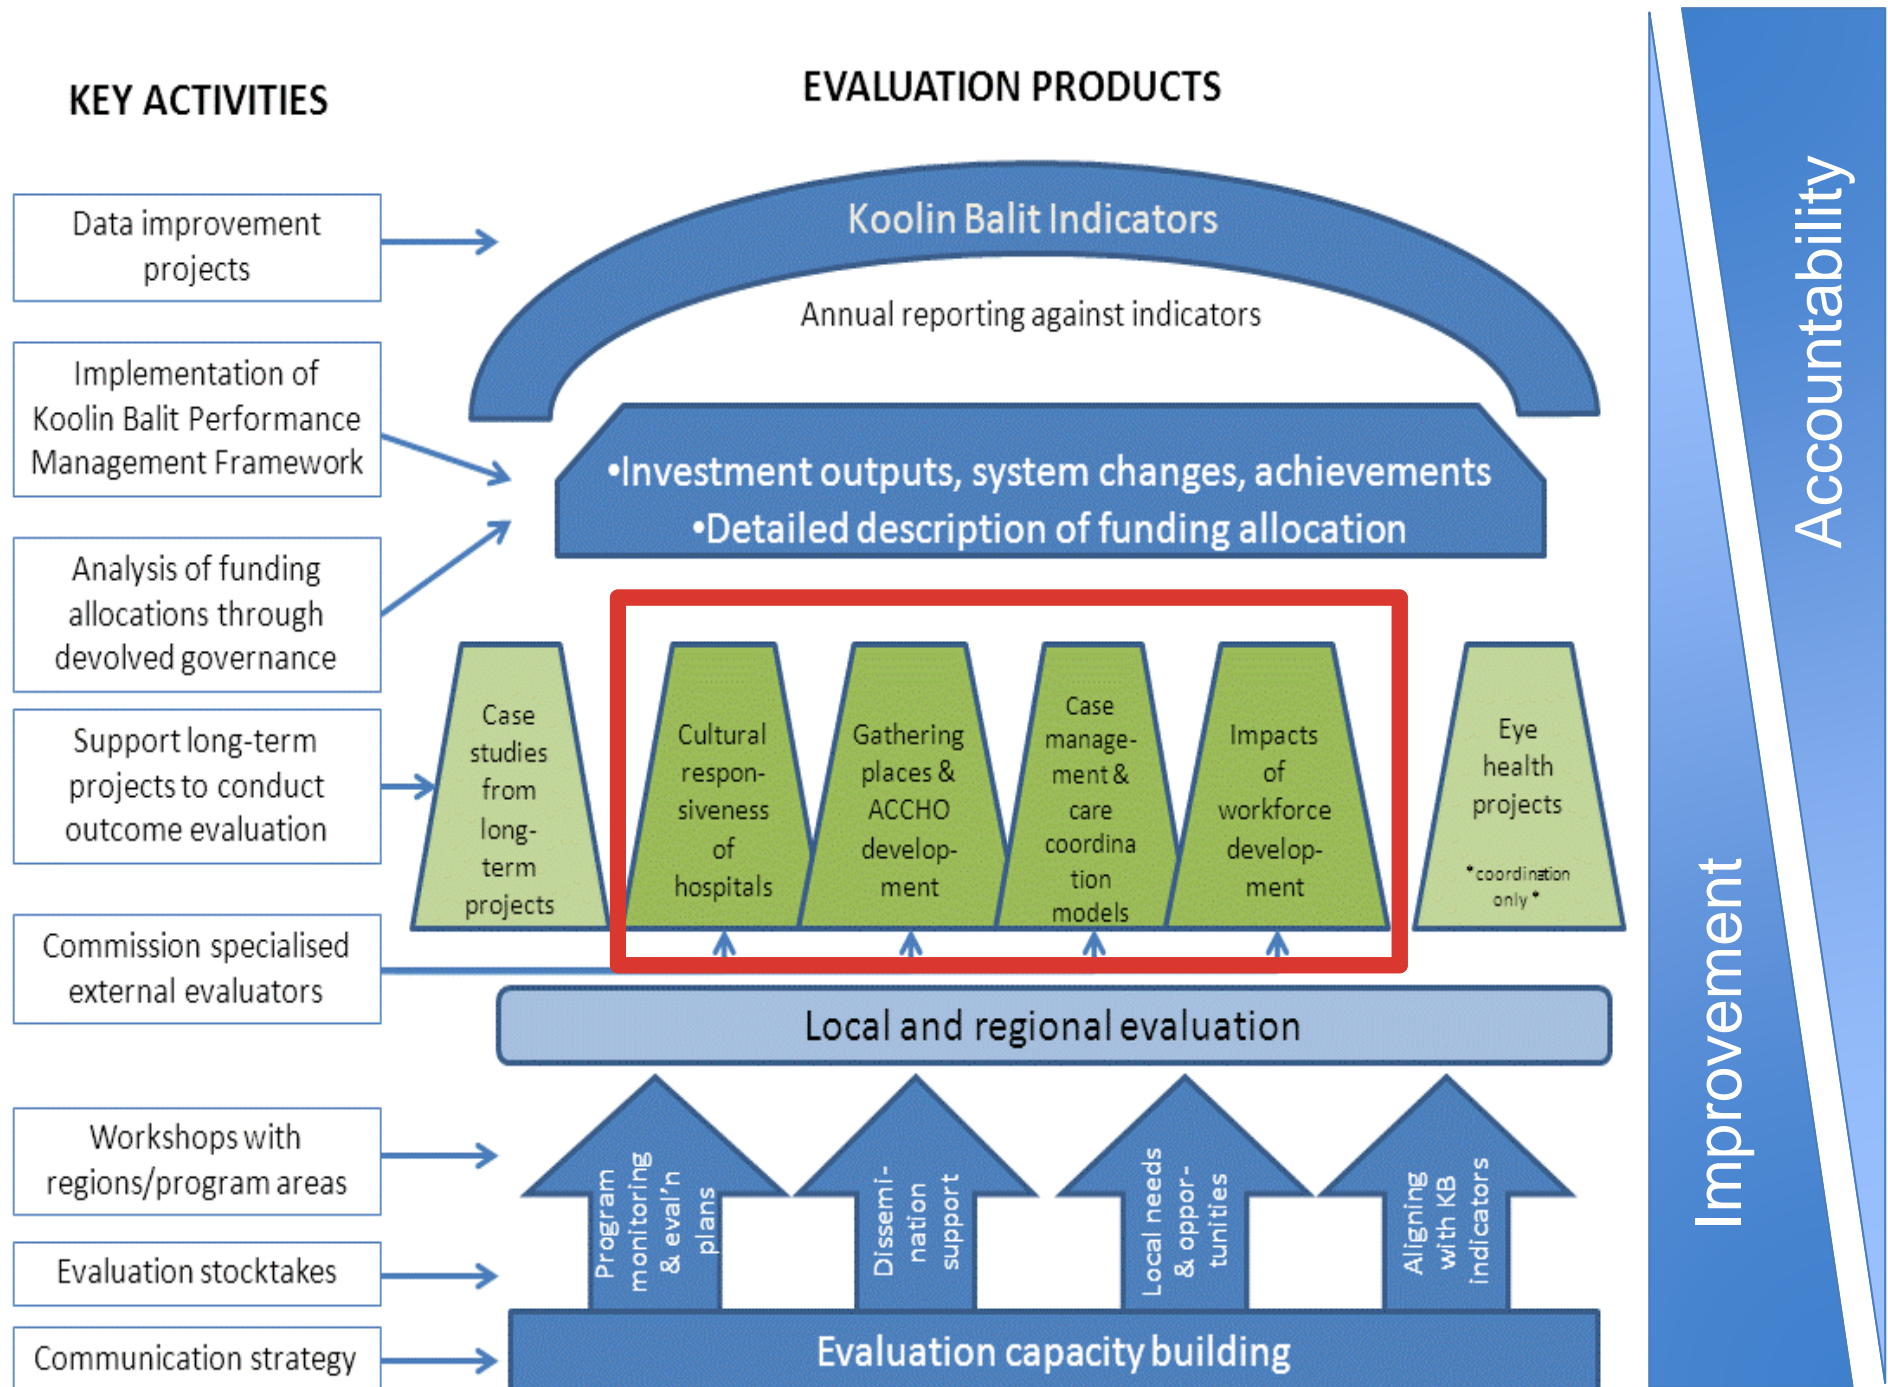 KEY ACTIVITIES
EVALUATION PRODUCTS
Data improvement
projects
Implementation of
Koolin Balit Performance
Management Framework
Analysis of funding
allocations through
devolved governance
Support long-term
projects to conduct
outcome evaluation
Commission specialised
external evaluators
Workshops with
regions/program areas
Evaluation stocktakes
Communication strategy
Koolin Balit Indicators
Annual reporting against indicators
•Investment outputs, system changes, achievements
•Detailed description of funding allocation
Case
studies
from
long-
term
projects
Cultural
respon-
siveness
of
hospitals
Gathering
places &
ACCHO
develop-
ment
Case
manage-
ment &
care
coordina
tion
models
Impacts
of
workforce
develop-
ment
Eye
health
projects
*coordination
only*
Local and regional evaluation
Program
monitoring
& eval'n
plans
Dissemi-
nation
support
Local needs
& oppor-
tunities
Aligning
with KB
indicators
Evaluation capacity building
Accountability
Improvement